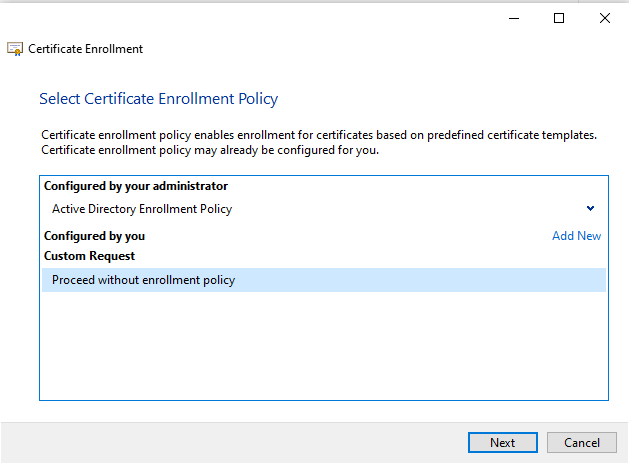 Certificate Enrollment
Select Certificate Enrollment Policy
Certificate enrollment policy enables enrollment for certificates based on predefined certificate templates.
Certificate enrollment policy may already be configured for you.
Configured by your administrator
Active Directory Enrollment Policy
Configured by you Add New
Custom Request
Proceed without enrollment policy
Next Cancel